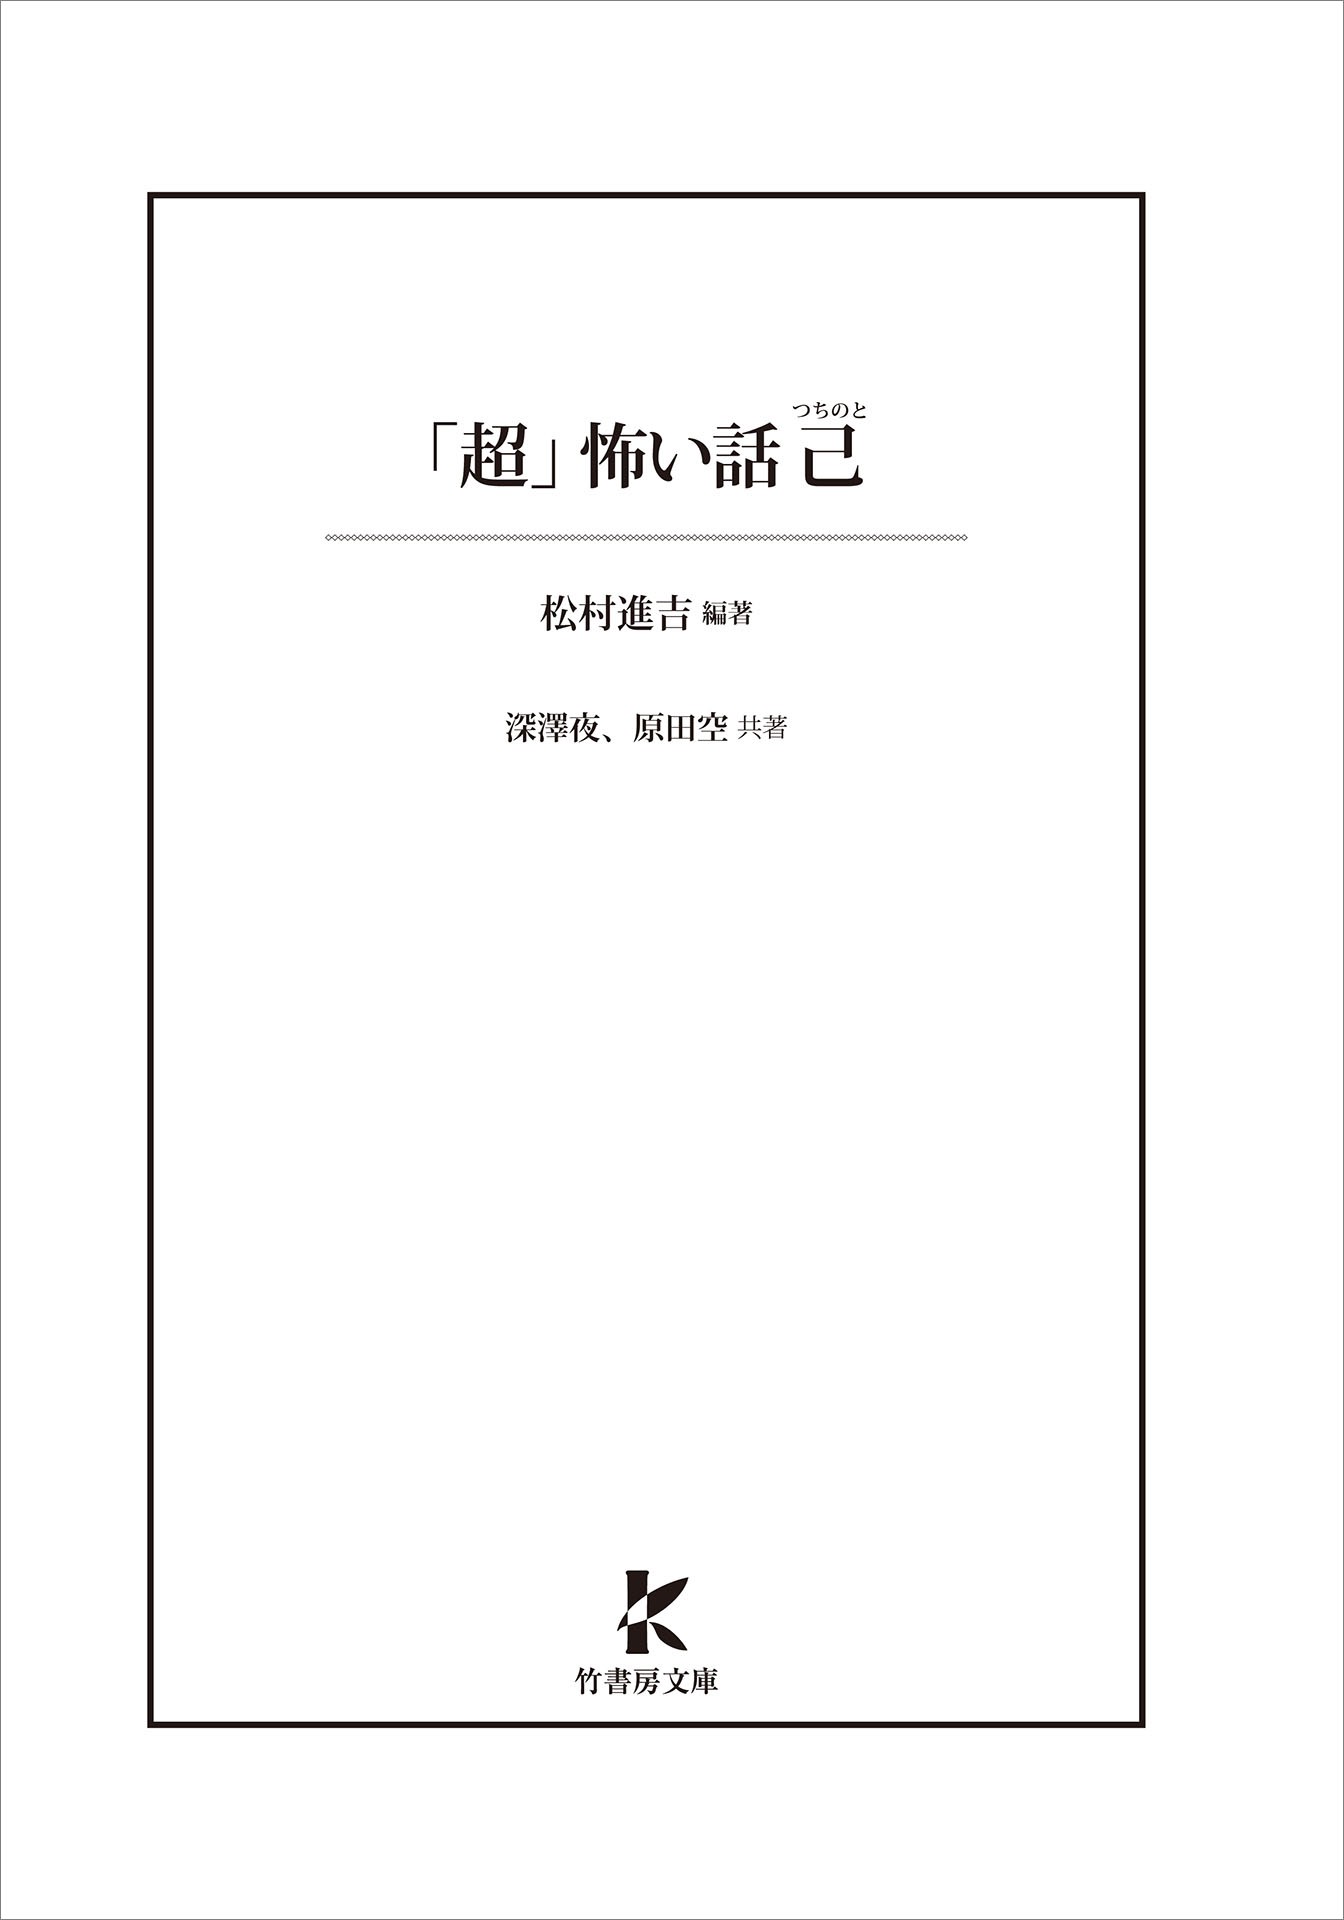 つちのと
「超」怖い話 己
松村進吉 編著
深澤夜、原田空 共著
竹書房文庫